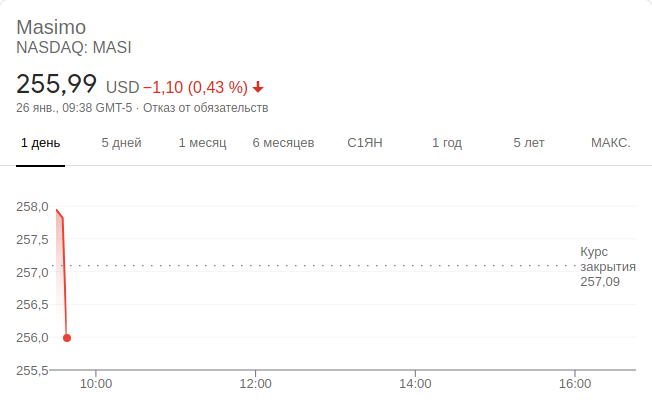 Masimo
NASDAQ: MASI
255,99 USD −1,10 (0,43 %)
26 янв., 09:38 GMT-5 · Отказ от обязательств
1 день 5 дней 1 месяц 6 месяцев С1ЯН 1 год 5 лет МАКС.
258,0
257,5
257,0
256,5
256,0
255,5
Курс
закрытия
257,09
10:00 12:00 14:00 16:00